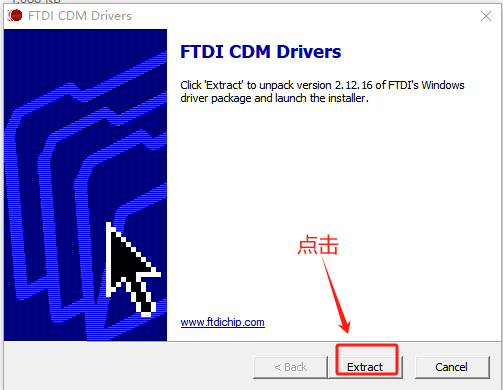 FTDI CDM Drivers
FTDI CDM Drivers
Click 'Extract' to unpack version 2.12.16 of FTDI's Windows
driver package and launch the installer.
点击
www.ftdichip.com
< Back
Extract
Cancel